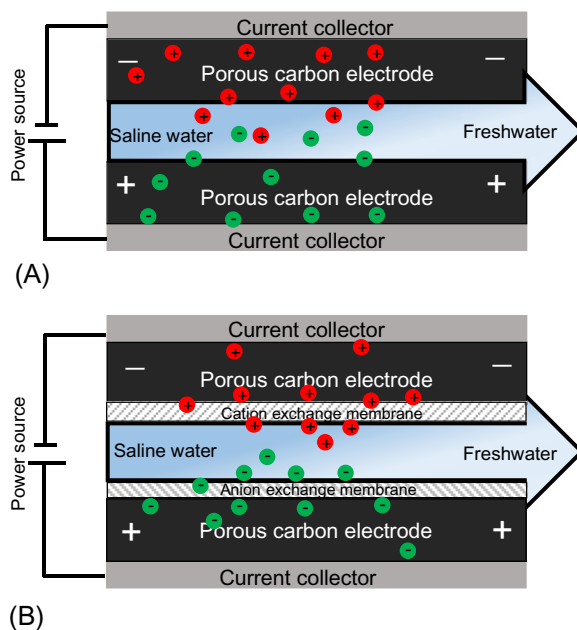 Current collector
Porous carbon electrode
Power source
Saline water
Freshwater
Porous carbon electrode
Current collector
(A)
Current collector
Porous carbon electrode
Cation exchange membrane
Power source
Saline water
Freshwater
Anion exchange membrane
Porous carbon electrode
Current collector
(B)